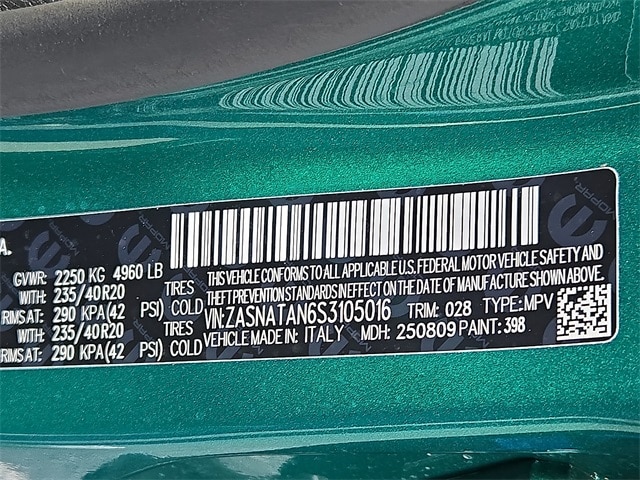 A.
GVWR: 2250 KG 4960 LB
WITH: 235/40R20 TIRES
RIMS AT: 290 KPA(42 PSI) COLD
WITH: 235/40R20 TIRES
RIMS AT: 290 KPA(42 PSI) COLD
THIS VEHICLE CONFORMS TO ALL APPLICABLE U.S. FEDERAL MOTOR VEHICLE SAFETY AND
THEFT PREVENTION STANDARDS IN EFFECT ON THE DATE OF MANUFACTURE SHOWN ABOVE.
VIN: ZASNATAN6S3105016 TRIM: 028 TYPE: MPV
VEHICLE MADE IN: ITALY MDH: 250809 PAINT: 398
MOPAR